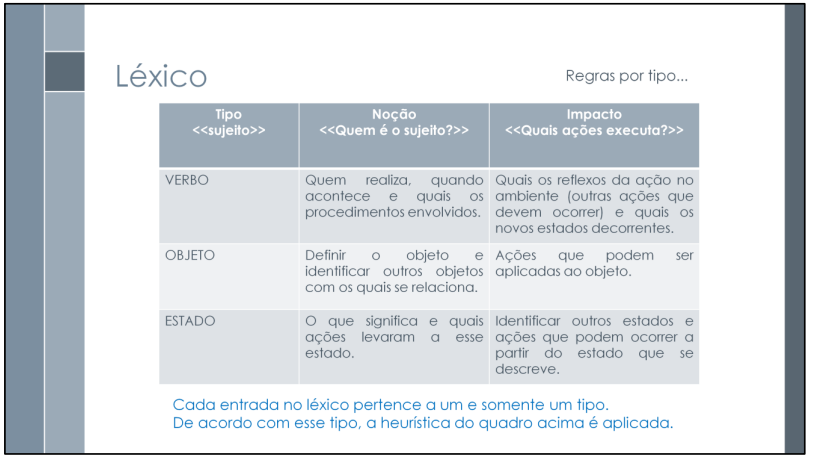 Léxico
Regras por tipo...
Tipo
<<sujeito>>
Noção
<<Quem é o sujeito?>>
Impacto
<<Quais ações executa?>>
VERBO
Quem realiza, quando
acontece e quais os
procedimentos envolvidos.
Quais os reflexos da ação no
ambiente (outras ações que
devem ocorrer) e quais os
novos estados decorrentes.
OBJETO
Definir o objeto e
identificar outros objetos
com os quais se relaciona.
Ações que podem ser
aplicadas ao objeto.
ESTADO
O que significa e quais
ações levaram a esse
estado.
Identificar outros estados e
ações que podem ocorrer a
partir do estado que se
descreve.
Cada entrada no léxico pertence a um e somente um tipo.
De acordo com esse tipo, a heurística do quadro acima é aplicada.